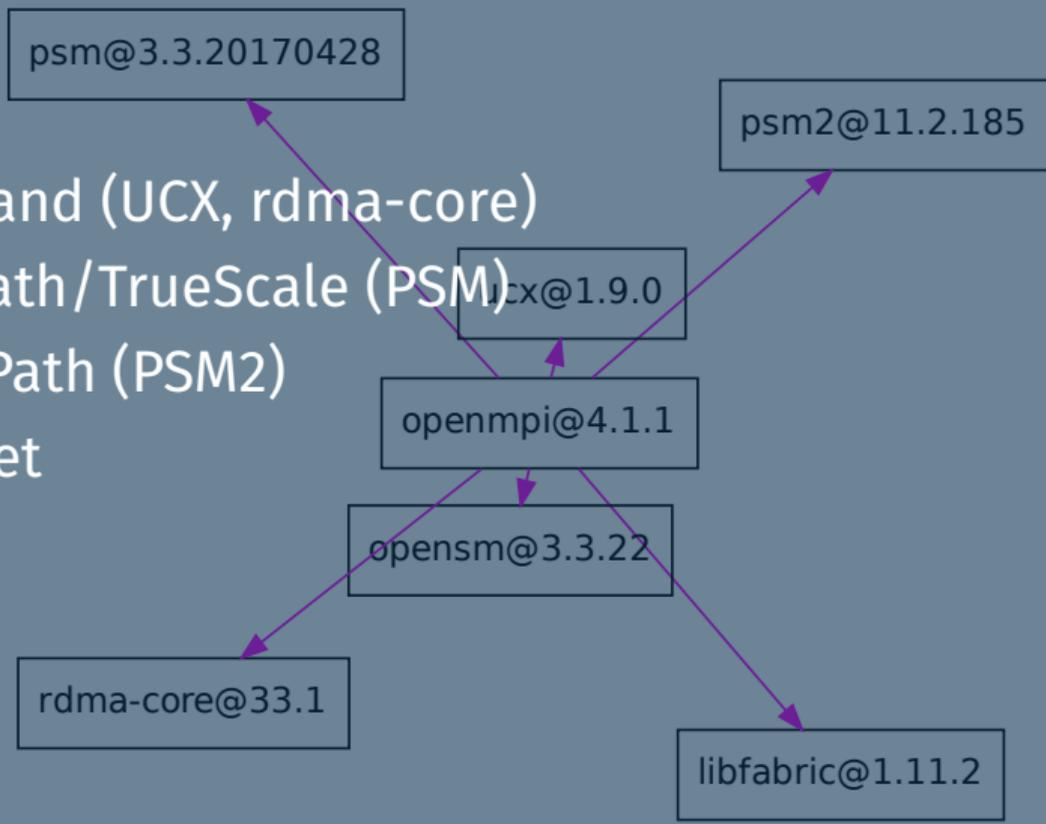 psm@3.3.20170428
psm2@11.2.185
and (UCX, rdma-core)
ath/TrueScale (PSM)
ucx@1.9.0
Path (PSM2)
openmpi@4.1.1
et
opensm@3.3.22
rdma-core@33.1
libfabric@1.11.2